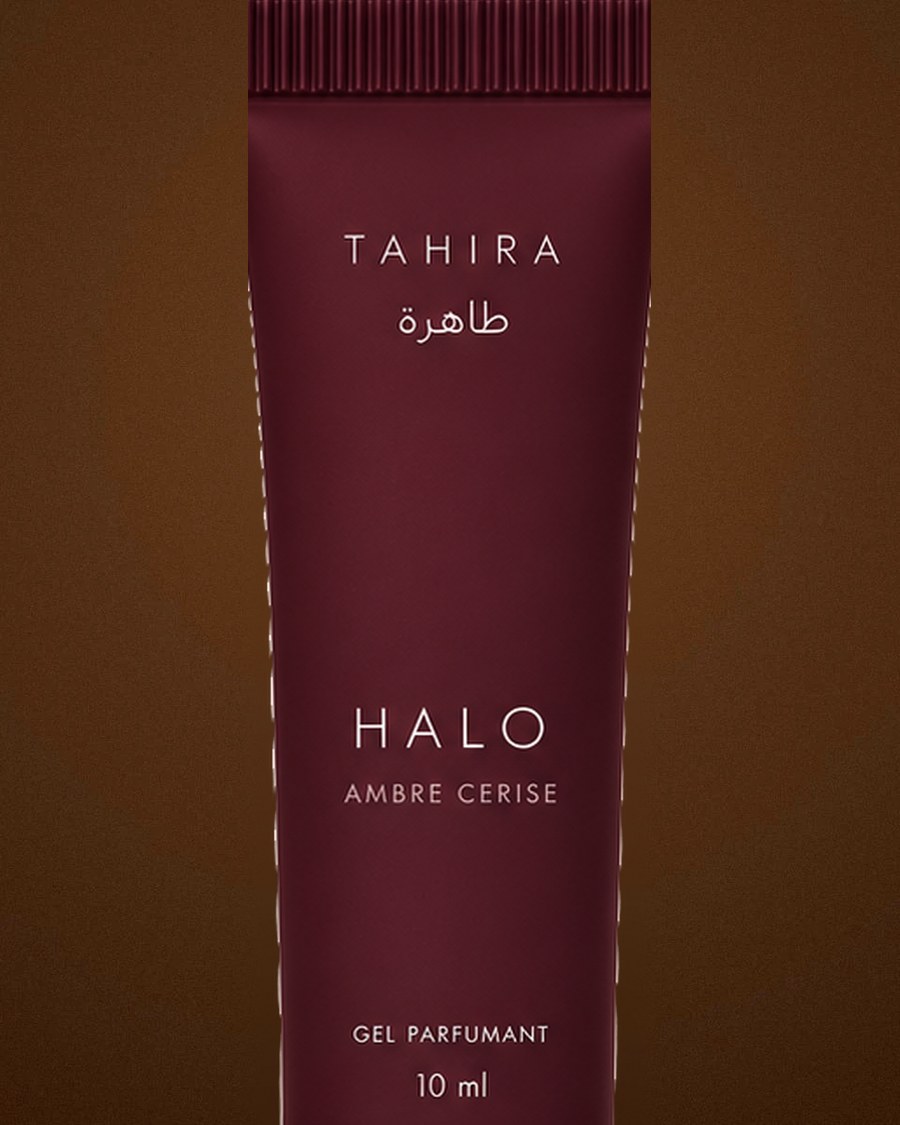 TAHIRA
طاهرة
HALO
AMBRE CERISE
GEL PARFUMANT
10 ml